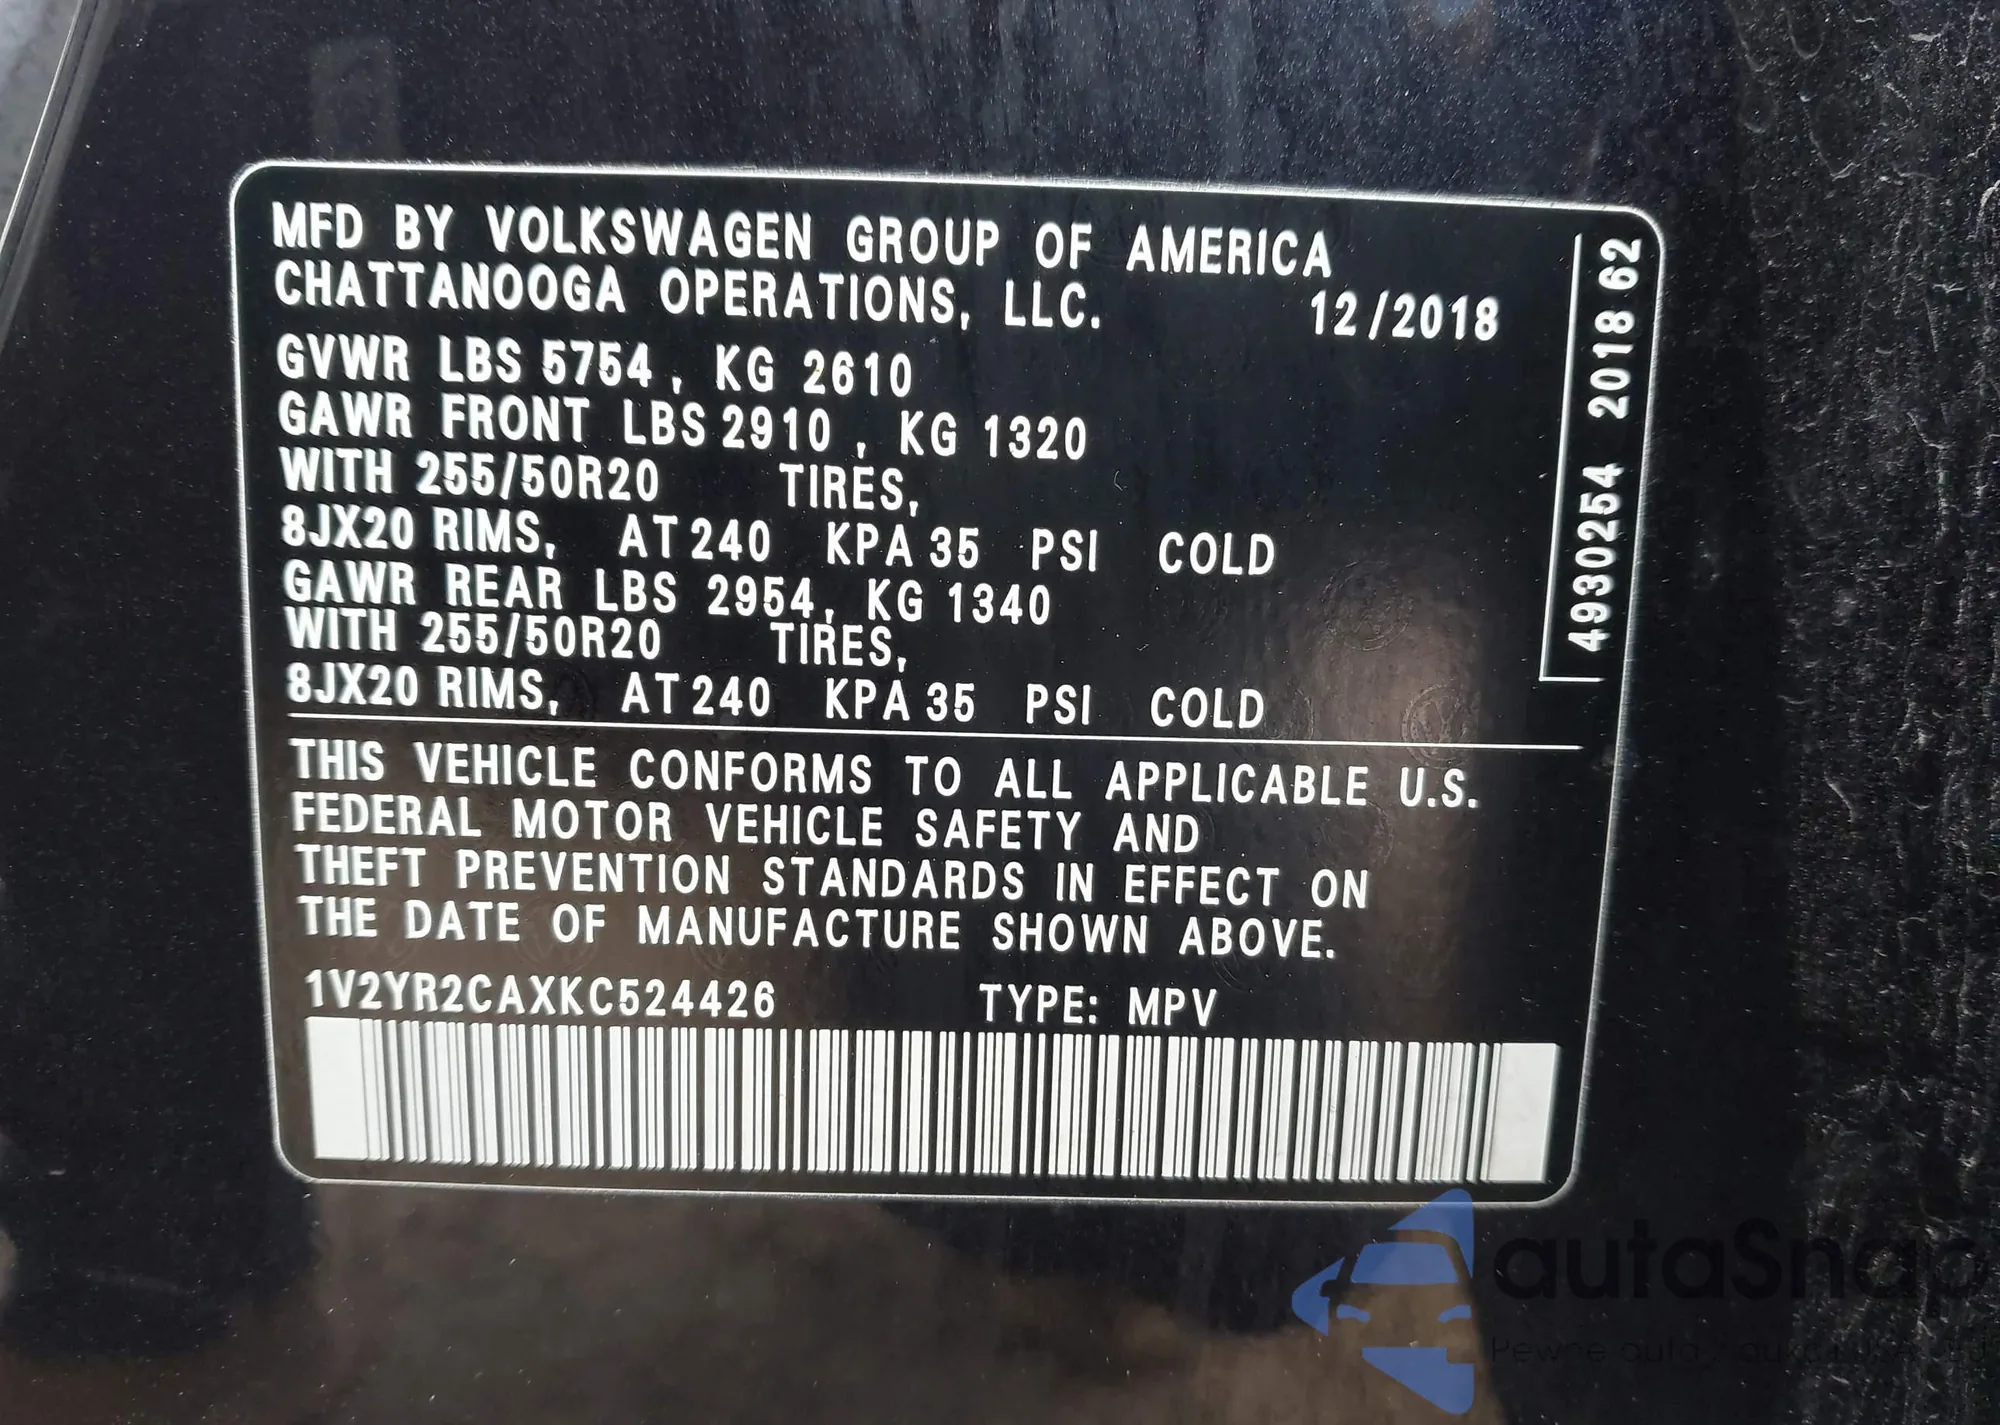 MFD BY VOLKSWAGEN GROUP OF AMERICA
CHATTANOOGA OPERATIONS, LLC. 12/2018
GVWR LBS 5754, KG 2610
GAWR FRONT LBS 2910, KG 1320
WITH 255/50R20 TIRES,
8JX20 RIMS, AT 240 KPA 35 PSI COLD
GAWR REAR LBS 2954, KG 1340
WITH 255/50R20 TIRES,
8JX20 RIMS, AT 240 KPA 35 PSI COLD
THIS VEHICLE CONFORMS TO ALL APPLICABLE U.S.
FEDERAL MOTOR VEHICLE SAFETY AND
THEFT PREVENTION STANDARDS IN EFFECT ON
THE DATE OF MANUFACTURE SHOWN ABOVE.
1V2YR2CAXKC524426 TYPE: MPV
4930254 2018 62
autaSnap
Pewne auta z